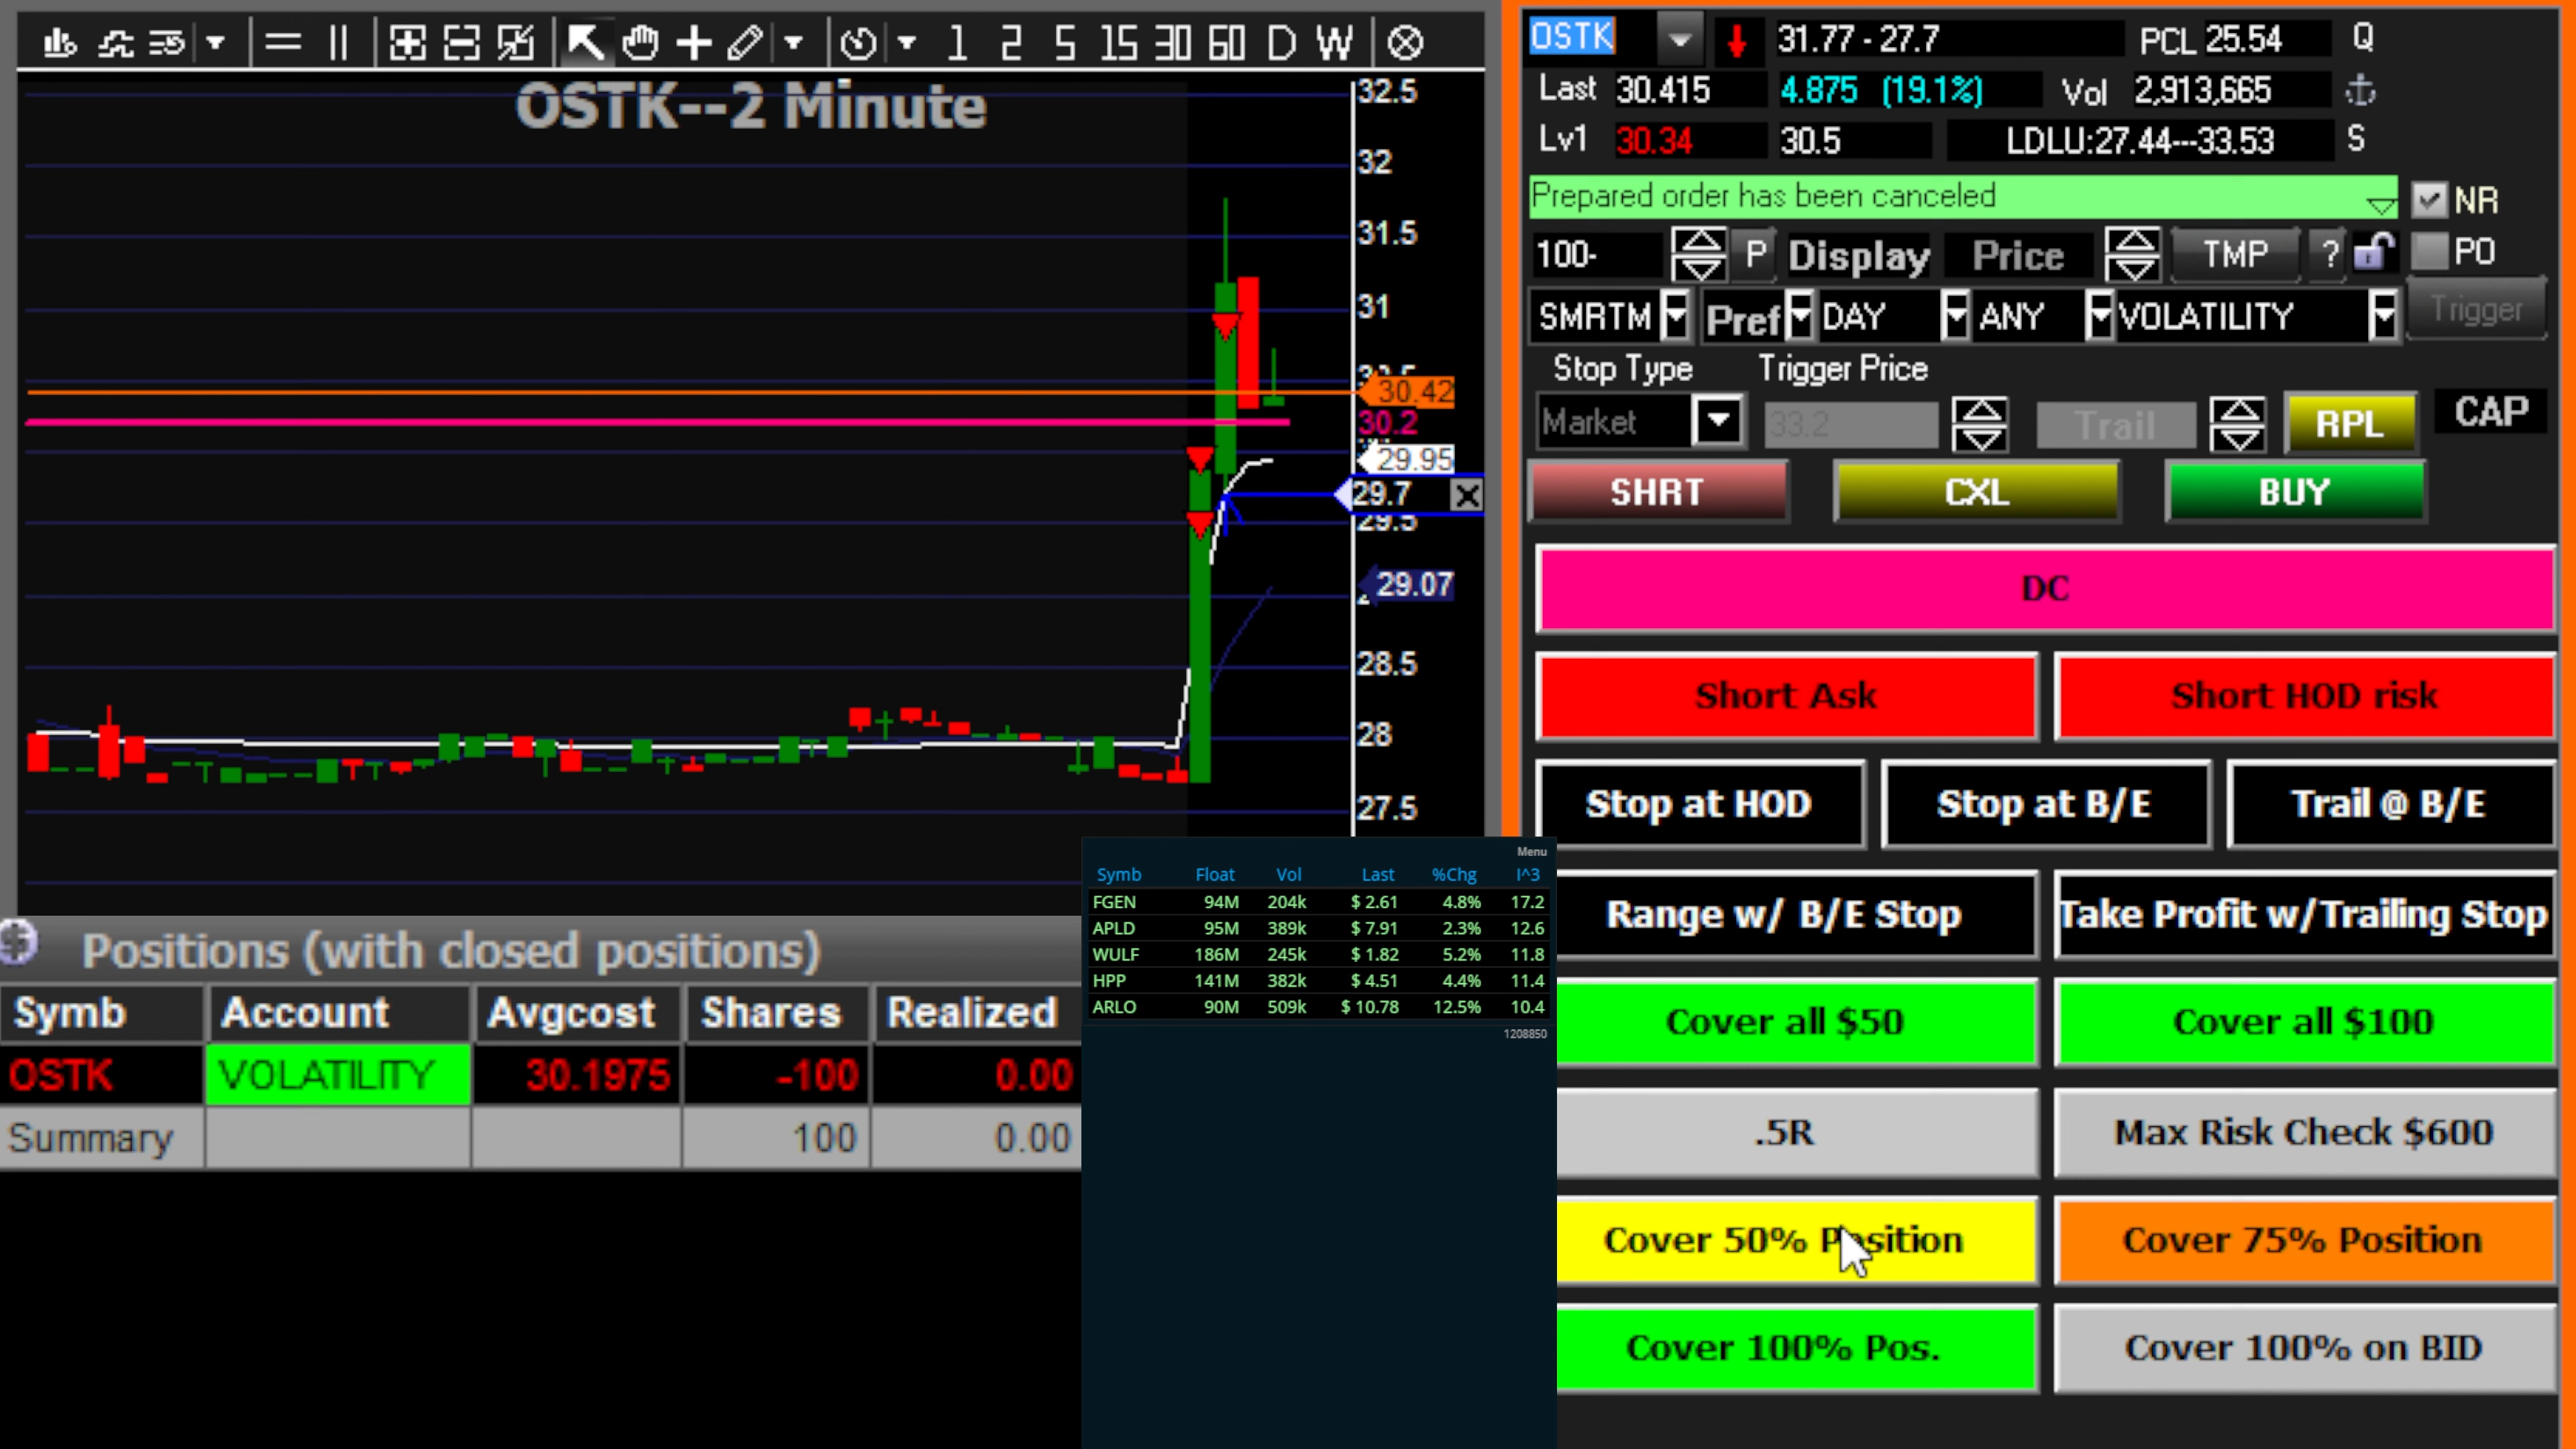 1 2 5 15 30 60 D W
OSTK--2 Minute
32.5
32
31.5
31
30.42
30.2
29.95
29.7
29.5
29.07
28.5
28
27.5
OSTK 31.77 - 27.7 PCL 25.54 Q
Last 30.415 4.875 (19.1%) Vol 2,913,665
Lv1 30.34 30.5 LDLU:27.44---33.53 S
Prepared order has been canceled NR
100- P Display Price TMP ? PO
SMRTM Pref DAY ANY VOLATILITY Trigger
Stop Type Trigger Price
Market 33.2 Trail RPL CAP
SHRT CXL BUY
DC
Short Ask Short HOD risk
Stop at HOD Stop at B/E Trail @ B/E
Range w/ B/E Stop Take Profit w/Trailing Stop
Cover all $50 Cover all $100
.5R Max Risk Check $600
Cover 50% Position Cover 75% Position
Cover 100% Pos. Cover 100% on BID
Menu
Symb Float Vol Last %Chg I^3
FGEN 94M 204k $ 2.61 4.8% 17.2
APLD 95M 389k $ 7.91 2.3% 12.6
WULF 186M 245k $ 1.82 5.2% 11.8
HPP 141M 382k $ 4.51 4.4% 11.4
ARLO 90M 509k $ 10.78 12.5% 10.4
1208850
Positions (with closed positions)
Symb Account Avgcost Shares Realized
OSTK VOLATILITY 30.1975 -100 0.00
Summary 100 0.00